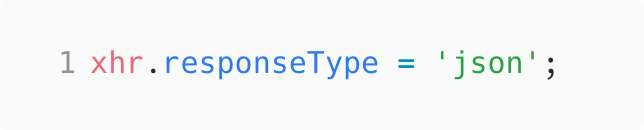 1 xhr.responseType = 'json';